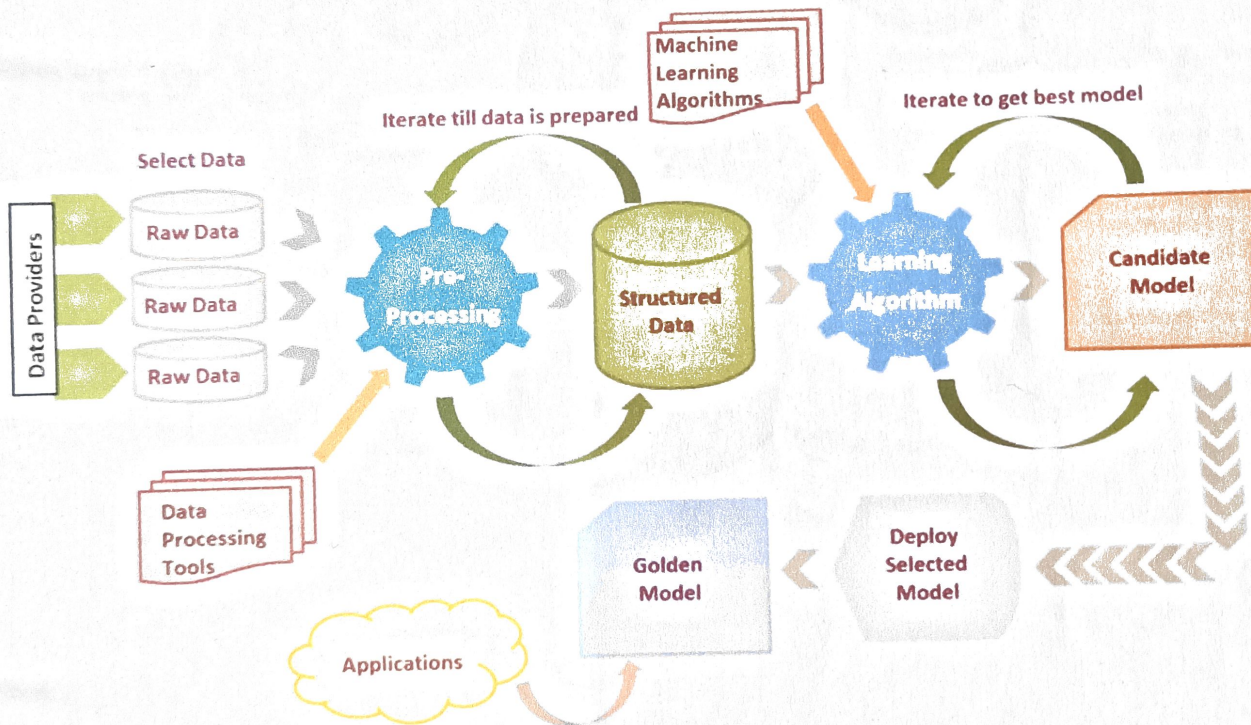 Machine
Learning
Algorithms
Iterate till data is prepared
Iterate to get best model
Select Data
Data Providers
Raw Data
Raw Data
Raw Data
Pre-
Processing
Structured
Data
Learning
Algorithm
Candidate
Model
Data
Processing
Tools
Golden
Model
Deploy
Selected
Model
Applications